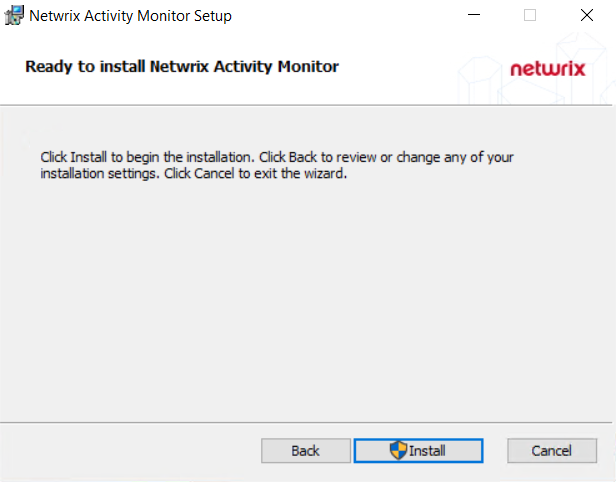 Netwrix Activity Monitor Setup
Ready to install Netwrix Activity Monitor
netwrix
Click Install to begin the installation. Click Back to review or change any of your
installation settings. Click Cancel to exit the wizard.
Back
Install
Cancel